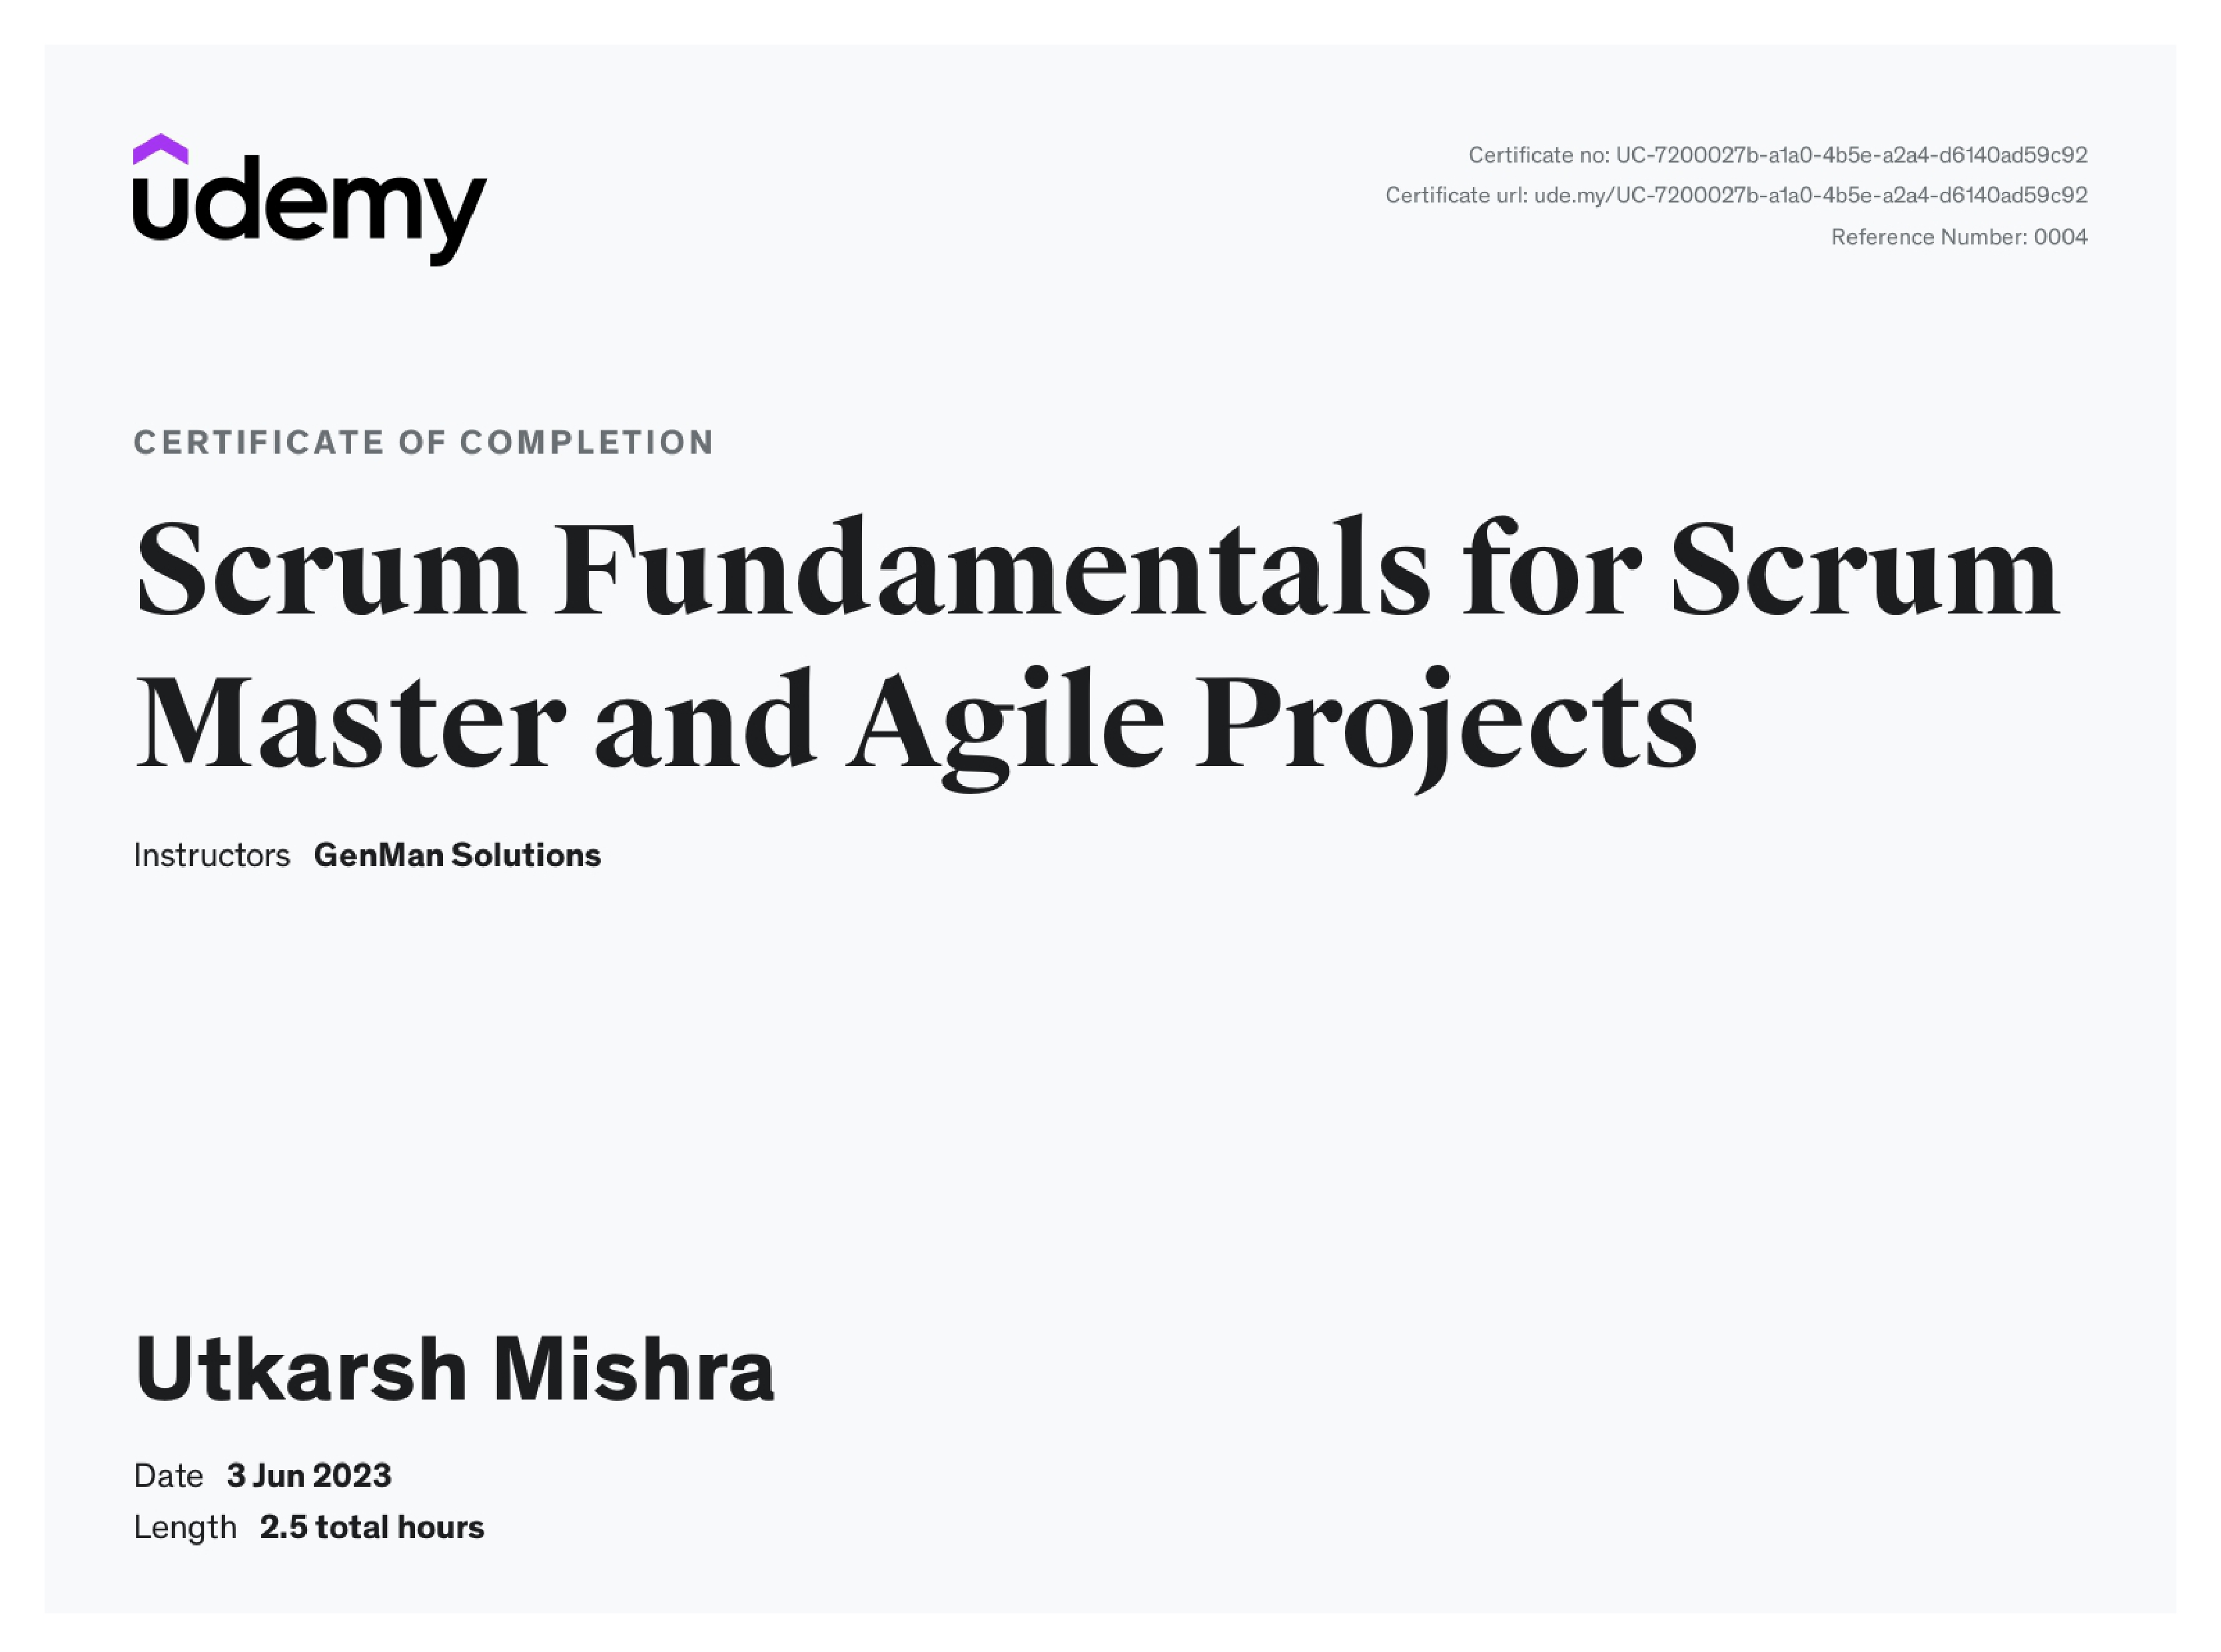 udemy
Certificate no: UC-7200027b-a1a0-4b5e-a2a4-d6140ad59c92
Certificate url: ude.my/UC-7200027b-a1a0-4b5e-a2a4-d6140ad59c92
Reference Number: 0004
CERTIFICATE OF COMPLETION
Scrum Fundamentals for Scrum
Master and Agile Projects
Instructors GenMan Solutions
Utkarsh Mishra
Date 3 Jun 2023
Length 2.5 total hours